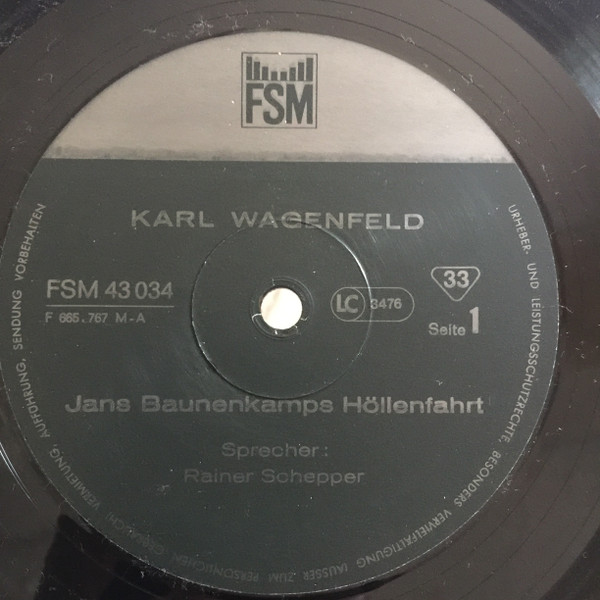 FSM
KARL WAGENFELD
FSM 43 034
F 665.767 M-A
LC 3476
33
Seite 1
Jans Baunenkamps Höllenfahrt
Sprecher:
Rainer Schepper
URHEBER- UND LEISTUNGSSCHUTZRECHTE, BESONDERS VERVIELFÄLTIGUNG (AUSSER ZUM PERSÖNLICHEN GEBRAUCH) VERMIETUNG, AUFFÜHRUNG, SENDUNG VORBEHALTEN